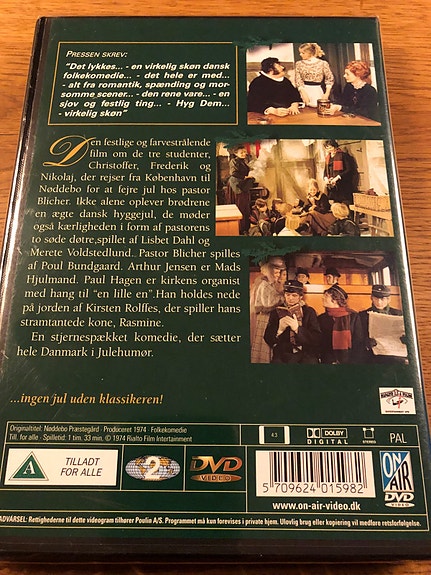 PRESSEN SKREV:
"Det lykkes... - en virkelig skøn dansk
folkekomedie... - det hele er med...
- alt fra romantik, spænding og mor-
somme scener... - den rene vare... - en
sjov og festlig ting... - Hyg Dem...
- virkelig skøn"
Den festlige og farvestrålende
film om de tre studenter,
Christoffer, Frederik og
Nikolaj, der rejser fra København til
Nøddebo for at fejre jul hos pastor
Blicher. Ikke alene oplever brødrene
en ægte dansk hyggejul, de møder
også kærligheden i form af pastorens
to søde døtre,spillet af Lisbet Dahl og
Merete Voldstedlund. Pastor Blicher spilles
af Poul Bundgaard. Arthur Jensen er Mads
Hjulmand. Paul Hagen er kirkens organist
med hang til "en lille en".Han holdes nede
på jorden af Kirsten Rolffes, der spiller hans
stramtantede kone, Rasmine.
En stjernespækket komedie, der sætter
hele Danmark i Julehumør.
...ingen jul uden klassikeren!
Originaltitel: Nøddebo Præstegård - Produceret 1974 - Folkekomedie
Till. for alle - Spilletid: 1 tim. 33 min. © 1974 Rialto Film Intertainment
4:3
DOLBY
DIGITAL
STEREO
PAL
A
TILLADT
FOR ALLE
2
DVD
VIDEO
5 709624 015982
www.on-air-video.dk
ON
AIR
DVD
VIDEO
ADVARSEL: Rettighederne til dette videogram tilhører Poulin A/S. Programmet må kun forevises i private hjem. Ulovlig brug eller kopiering vil medføre retsforfølgelse.